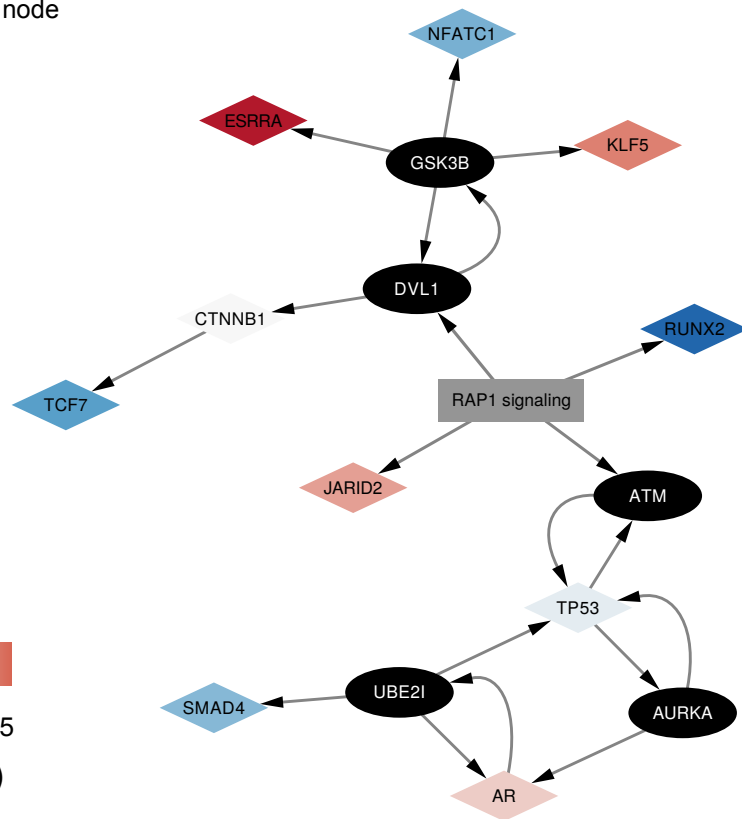 node
NFATC1
ESRRA
KLF5
GSK3B
DVL1
CTNNB1
RUNX2
TCF7
RAP1 signaling
JARID2
ATM
TP53
UBE2I
SMAD4
AURKA
5
)
AR